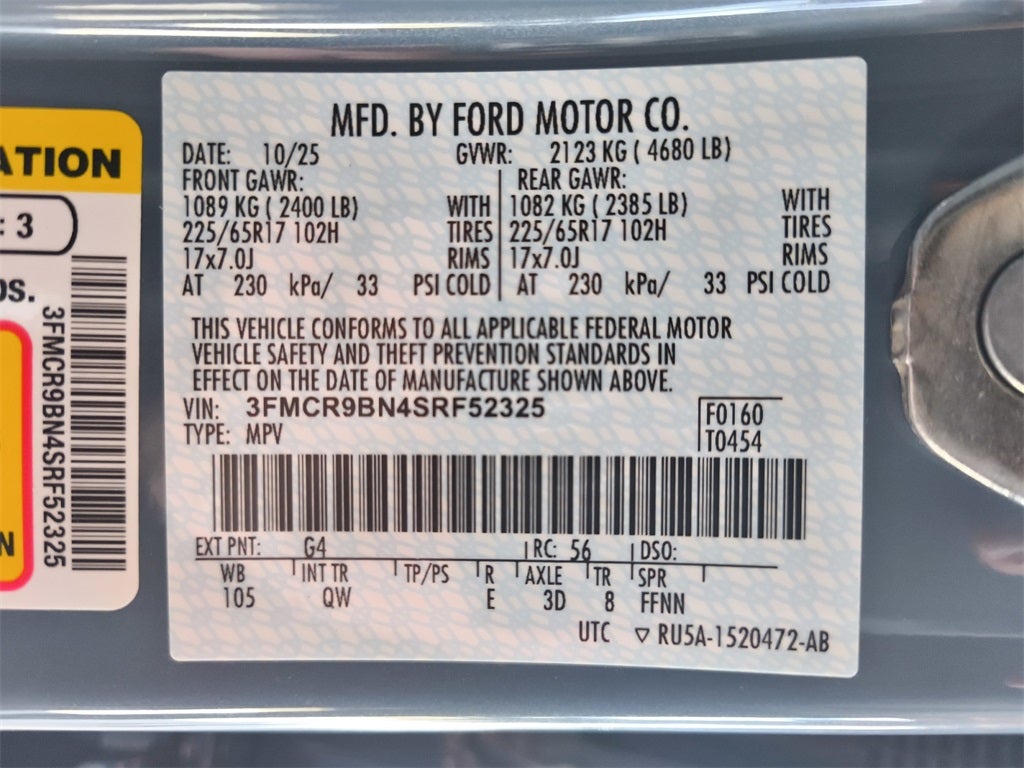 ATION
: 3
OS.
3FMCR9BN4SRF52325
N
MFD. BY FORD MOTOR CO.
DATE: 10/25 GVWR: 2123 KG ( 4680 LB)
FRONT GAWR: REAR GAWR:
1089 KG ( 2400 LB) WITH 1082 KG ( 2385 LB) WITH
225/65R17 102H TIRES 225/65R17 102H TIRES
17x7.0J RIMS 17x7.0J RIMS
AT 230 kPa/ 33 PSI COLD AT 230 kPa/ 33 PSI COLD
THIS VEHICLE CONFORMS TO ALL APPLICABLE FEDERAL MOTOR
VEHICLE SAFETY AND THEFT PREVENTION STANDARDS IN
EFFECT ON THE DATE OF MANUFACTURE SHOWN ABOVE.
VIN: 3FMCR9BN4SRF52325 F0160
TYPE: MPV T0454
EXT PNT: G4 RC: 56 DSO:
WB INT TR TP/PS R AXLE TR SPR
105 QW E 3D 8 FFNN
UTC ▽ RU5A-1520472-AB